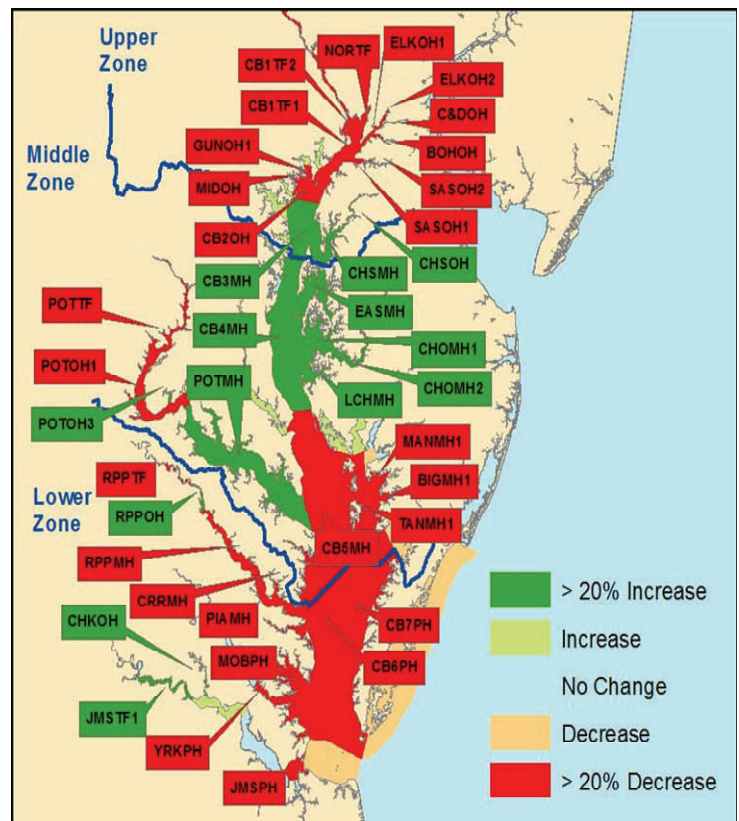 Upper
Zone
Middle
Zone
Lower
Zone
NORTF
ELKOH1
CB1TF2
ELKOH2
CB1TF1
C&DOH
GUNOH1
BOHOH
MIDOH
SASOH2
CB2OH
SASOH1
CB3MH
CHSMH
CHSOH
POTTF
EASMH
CB4MH
CHOMH1
POTOH1
POTMH
CHOMH2
LCHMH
POTOH3
MANMH1
RPPTF
BIGMH1
RPPOH
TANMH1
CB5MH
RPPMH
CRRMH
CHKOH
PIAMH
CB7PH
MOBPH
CB6PH
JMSTF1
YRKPH
JMSPH
> 20% Increase
Increase
No Change
Decrease
> 20% Decrease